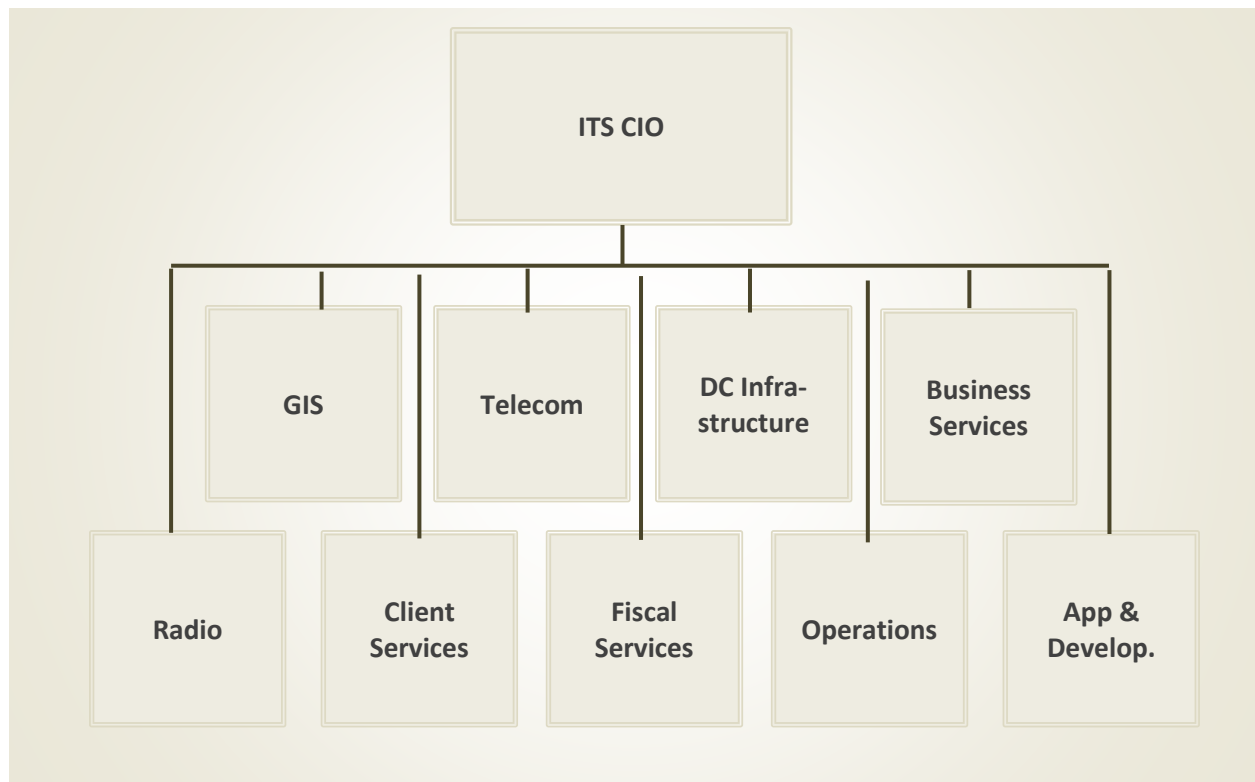 ITS CIO
GIS
Telecom
DC Infra-
structure
Business
Services
Radio
Client
Services
Fiscal
Services
Operations
App &
Develop.